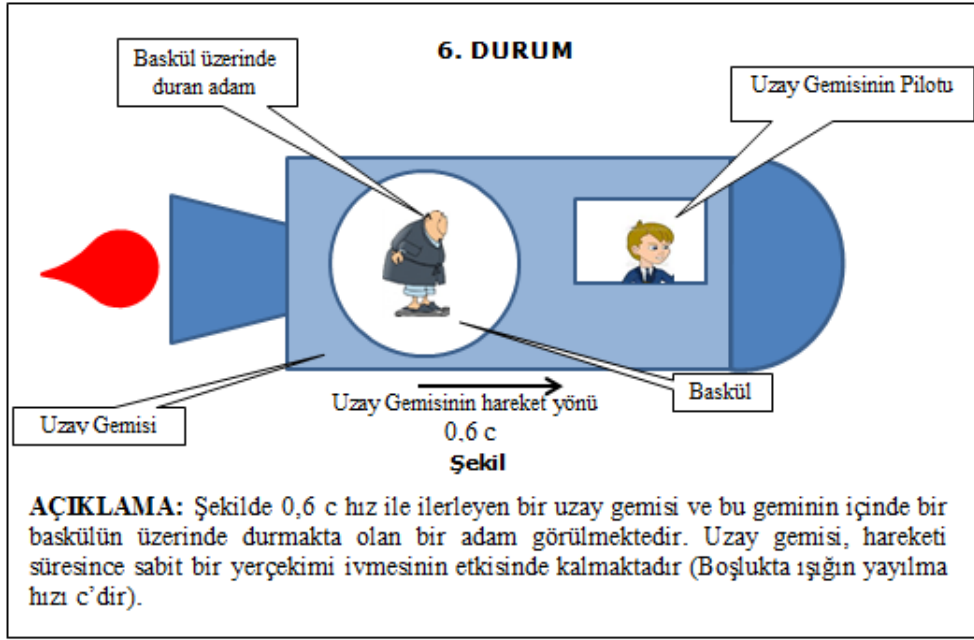 6. DURUM
Baskül üzerinde
duran adam
Uzay Gemisinin Pilotu
Uzay Gemisi
Baskül
Uzay Gemisinin hareket yönü
0,6 c
Şekil
AÇIKLAMA: Şekilde 0,6 c hız ile ilerleyen bir uzay gemisi ve bu geminin içinde bir
baskülün üzerinde durmakta olan bir adam görülmektedir. Uzay gemisi, hareketi
süresince sabit bir yerçekimi ivmesinin etkisinde kalmaktadır (Boşlukta ışığın yayılma
hızı c’dir).